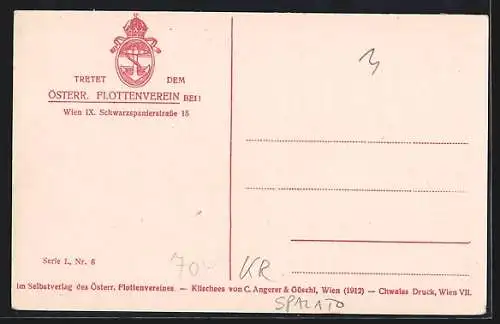 TRETET DEM
ÖSTERR. FLOTTENVEREIN BEI!
Wien IX. Schwarzspanierstraße 15
3
Serie I., Nr. 6
70-
KR
Im Selbstverlag des Österr. Flottenvereines. — Klischees von C. Angerer & Göschl, Wien (1912) — Chwalas Druck, Wien VII.
SPALATO